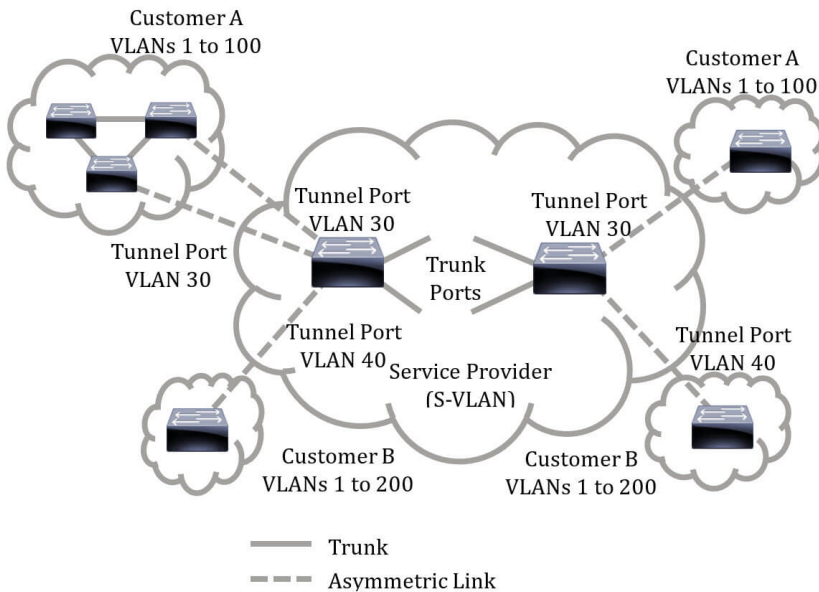 Customer A
VLANs 1 to 100
Customer A
VLANs 1 to 100
Tunnel Port
VLAN 30
Tunnel Port
VLAN 30
Tunnel Port
VLAN 30
Trunk
Ports
Tunnel Port
VLAN 40
Tunnel Port
VLAN 40
Service Provider
(S-VLAN)
Customer B
VLANs 1 to 200
Customer B
VLANs 1 to 200
Trunk
Asymmetric Link